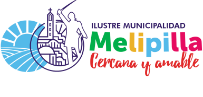 ILUSTRE MUNICIPALIDAD
Melipilla
Cercana y amable